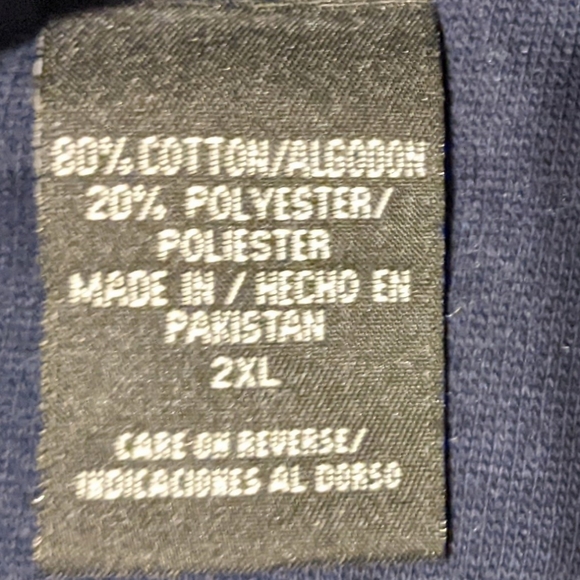 80% COTTON/ALGODON
20% POLYESTER/
POLIESTER
MADE IN / HECHO EN
PAKISTAN
2XL
CARE ON REVERSE/
INDICACIONES AL DORSO